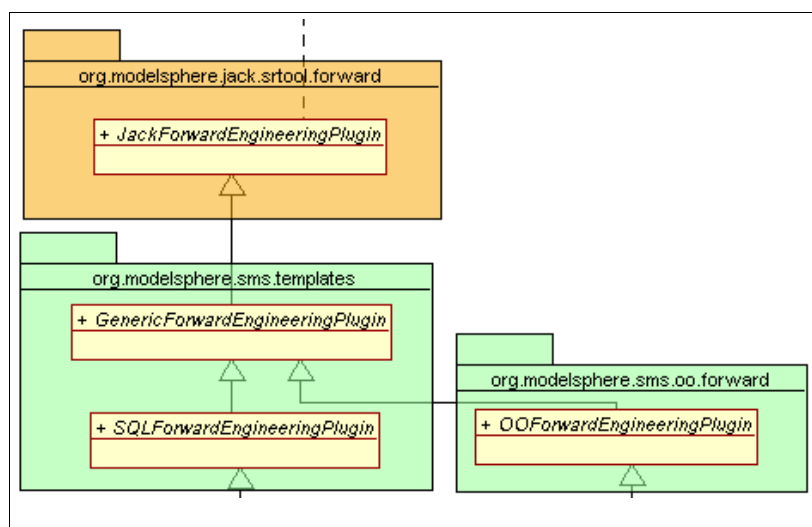 org.modelsphere.jack.srtool.forward
+ JackForwardEngineeringPlugin
org.modelsphere.sms.templates
+ GenericForwardEngineeringPlugin
org.modelsphere.sms.oo.forward
+ SQLForwardEngineeringPlugin
+ OOForwardEngineeringPlugin